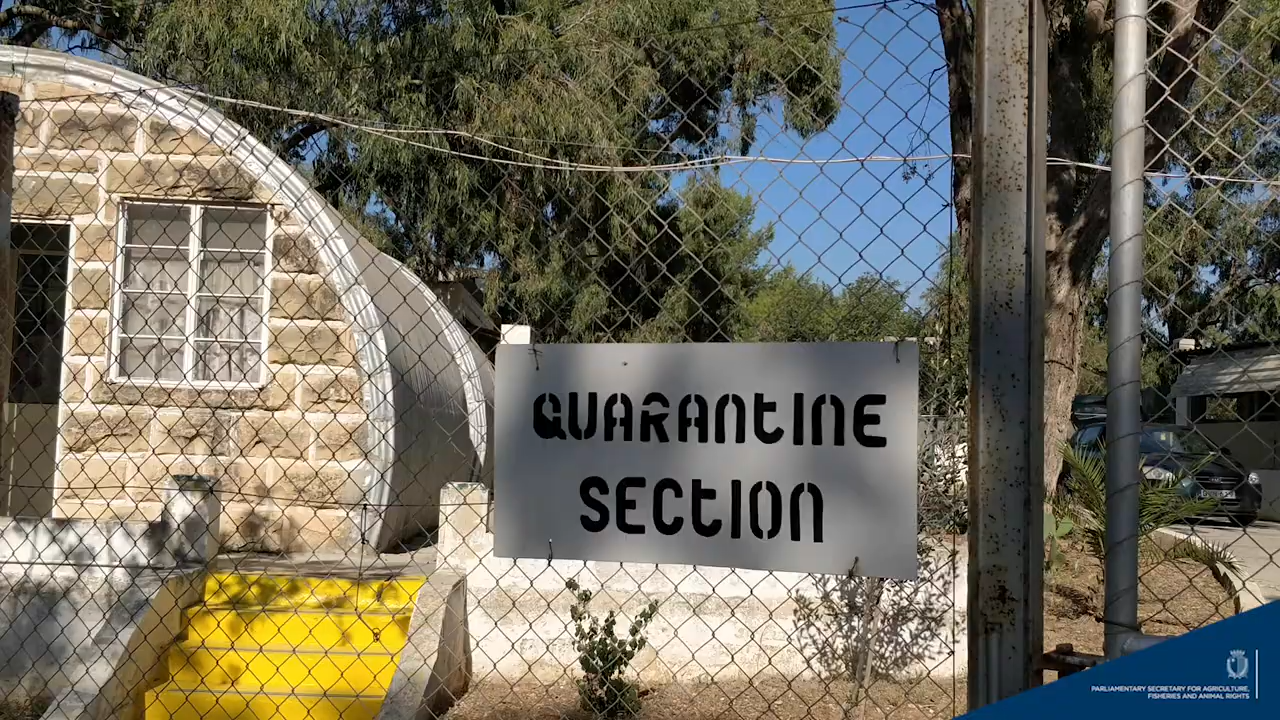 QUARANTINE
SECTION
PARLIAMENTARY SECRETARY FOR AGRICULTURE,
FISHERIES AND ANIMAL RIGHTS